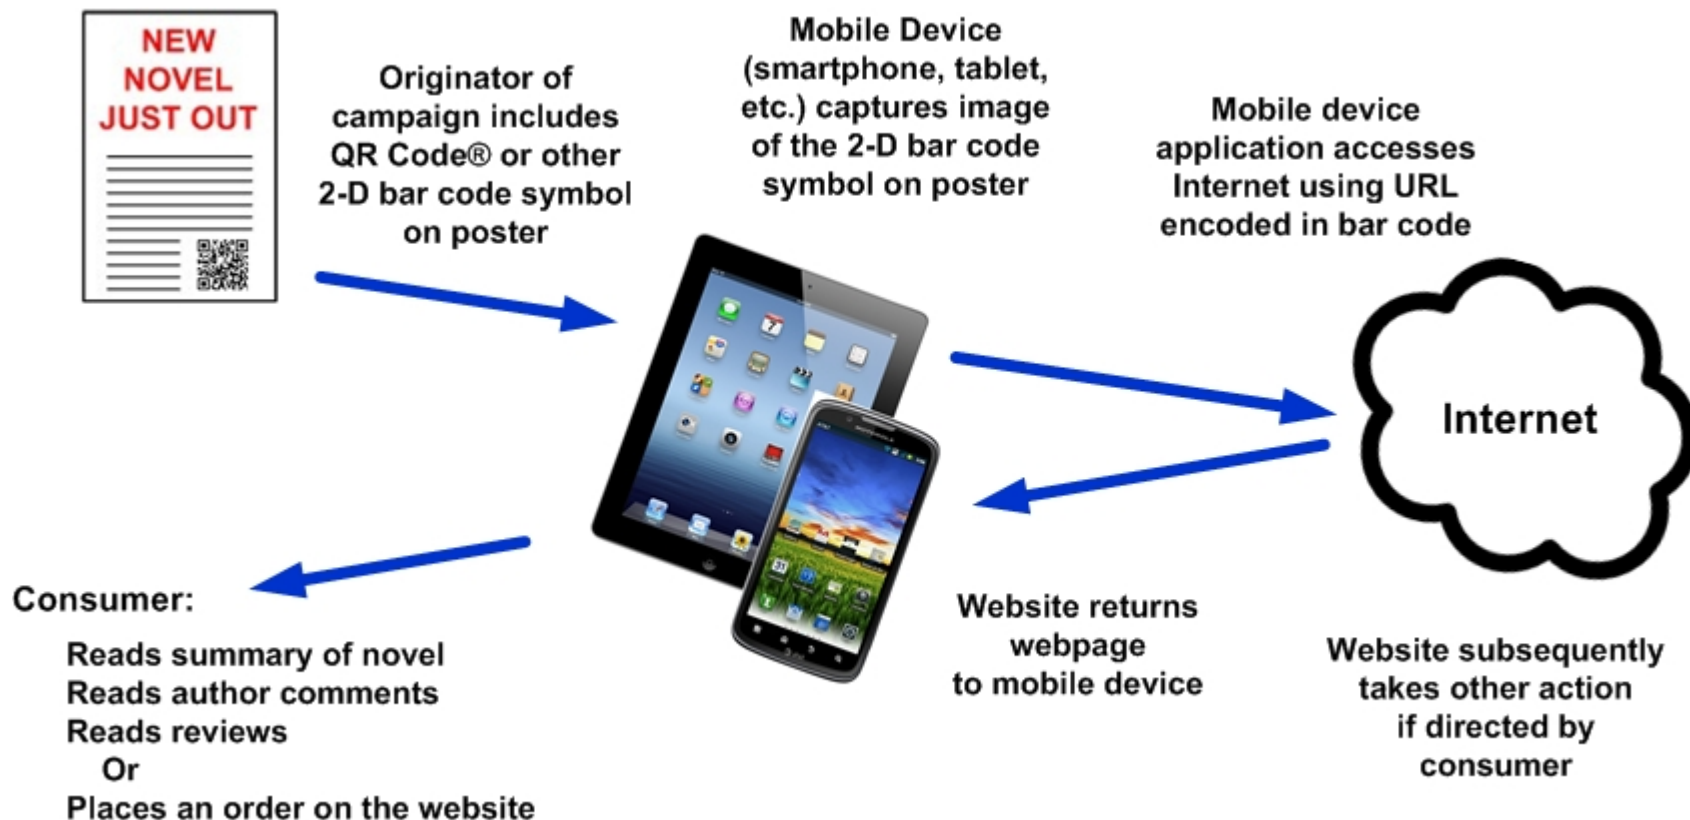 NEW
NOVEL
JUST OUT
Originator of
campaign includes
QR Code® or other
2-D bar code symbol
on poster
Mobile Device
(smartphone, tablet,
etc.) captures image
of the 2-D bar code
symbol on poster
Mobile device
application accesses
Internet using URL
encoded in bar code
Internet
Website returns
webpage
to mobile device
Website subsequently
takes other action
if directed by
consumer
Consumer:
Reads summary of novel
Reads author comments
Reads reviews
Or
Places an order on the website
7
MOTOROLA
AT&T
31